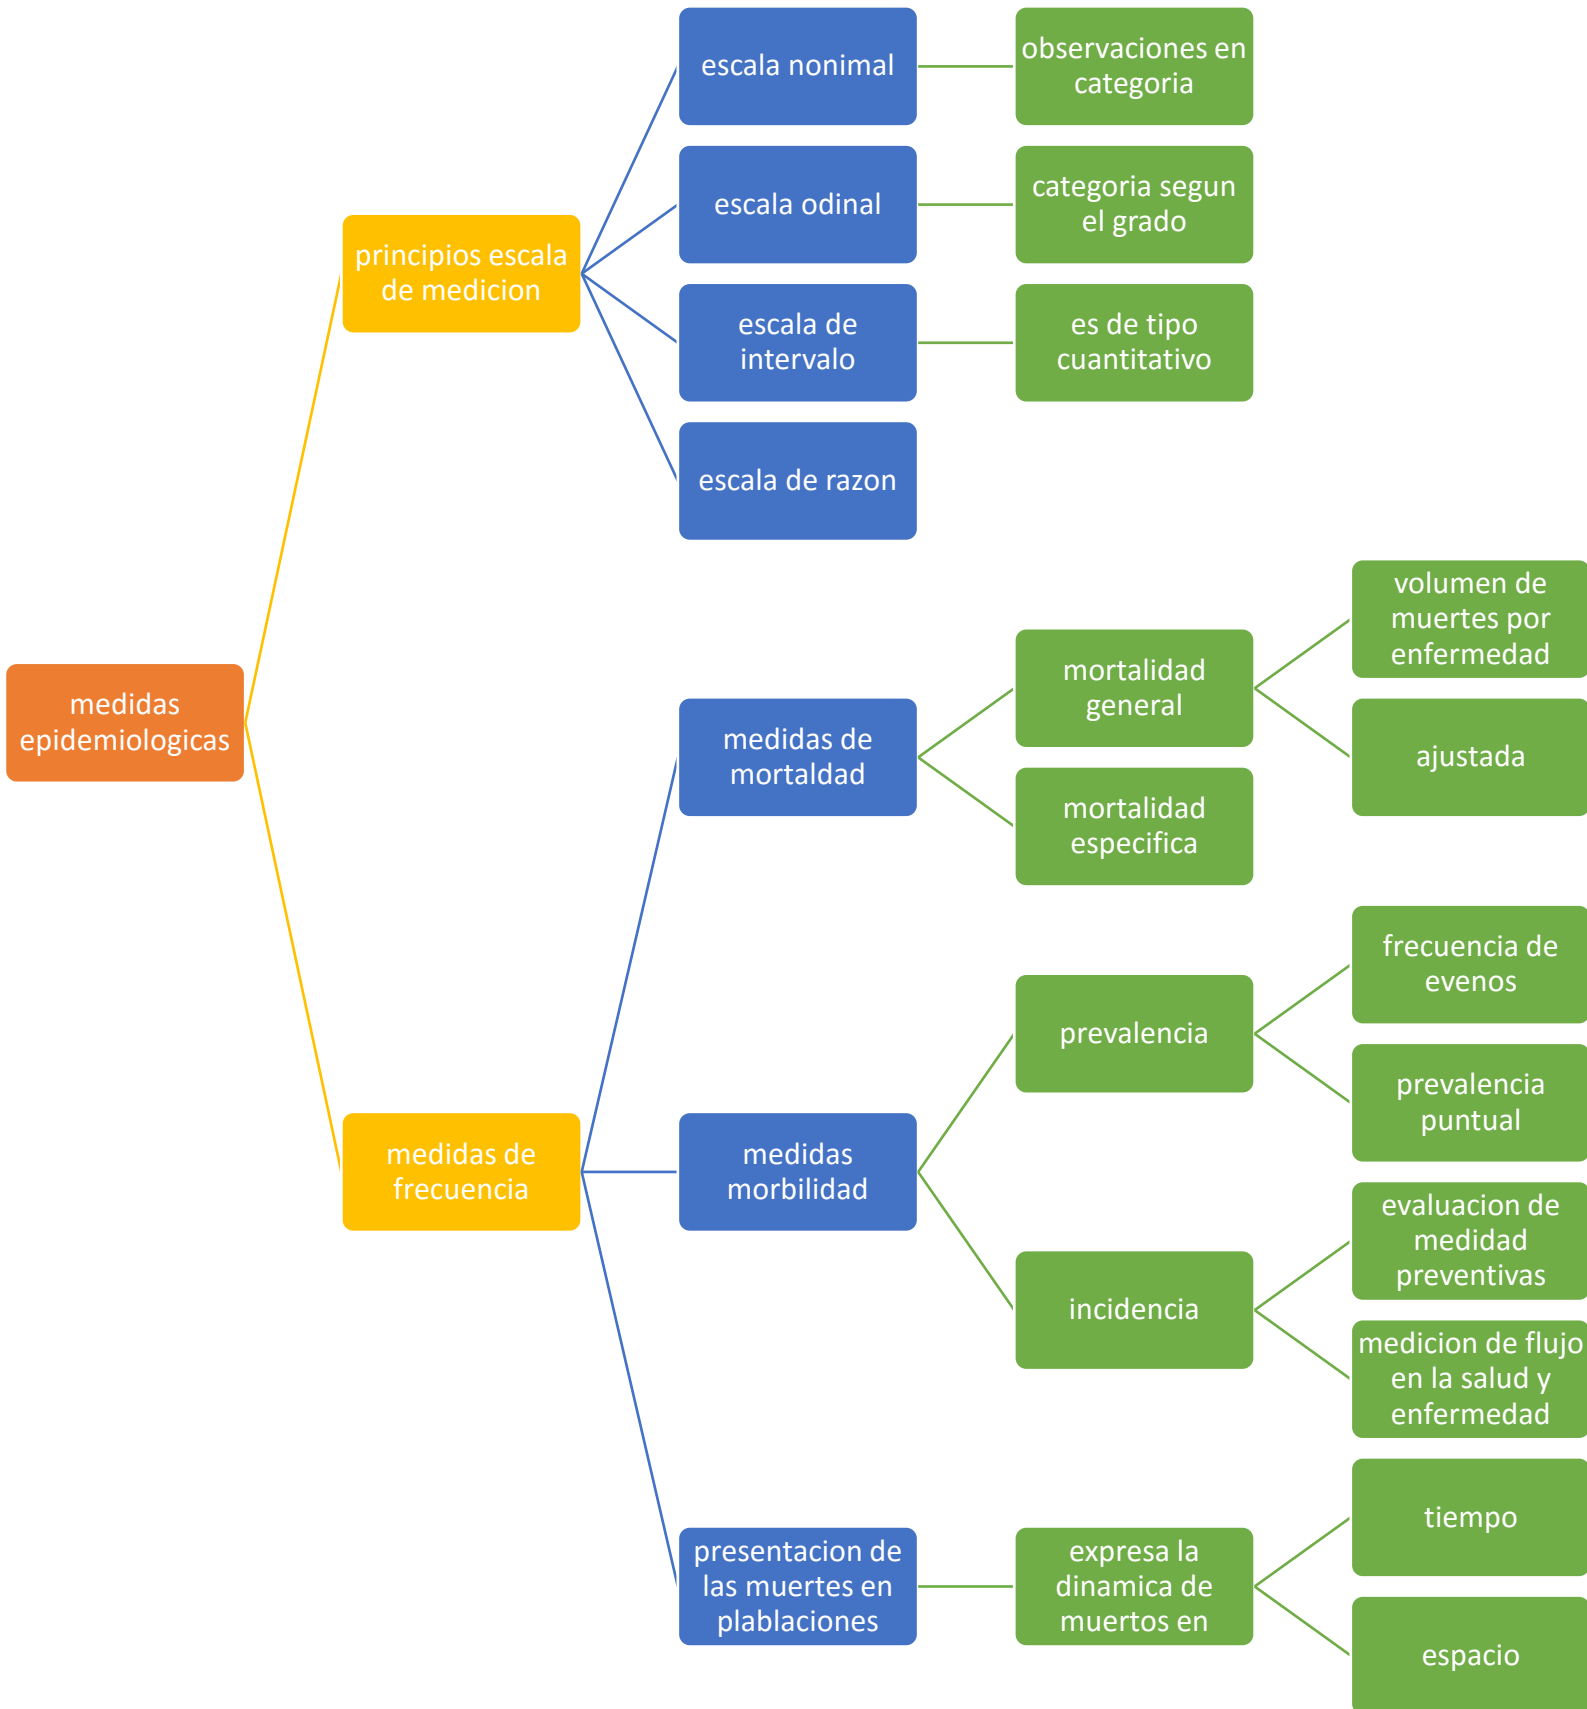 escala nonimal
observaciones en
categoria
escala odinal
categoria segun
el grado
principios escala
de medicion
escala de
intervalo
es de tipo
cuantitativo
escala de razon
volumen de
muertes por
enfermedad
mortalidad
general
medidas
epidemiologicas
medidas de
mortaldad
ajustada
mortalidad
especifica
frecuencia de
evenos
prevalencia
prevalencia
puntual
medidas de
frecuencia
medidas
morbilidad
evaluacion de
medidad
preventivas
incidencia
medicion de flujo
en la salud y
enfermedad
tiempo
presentacion de
las muertes en
plablaciones
expresa la
dinamica de
muertos en
espacio